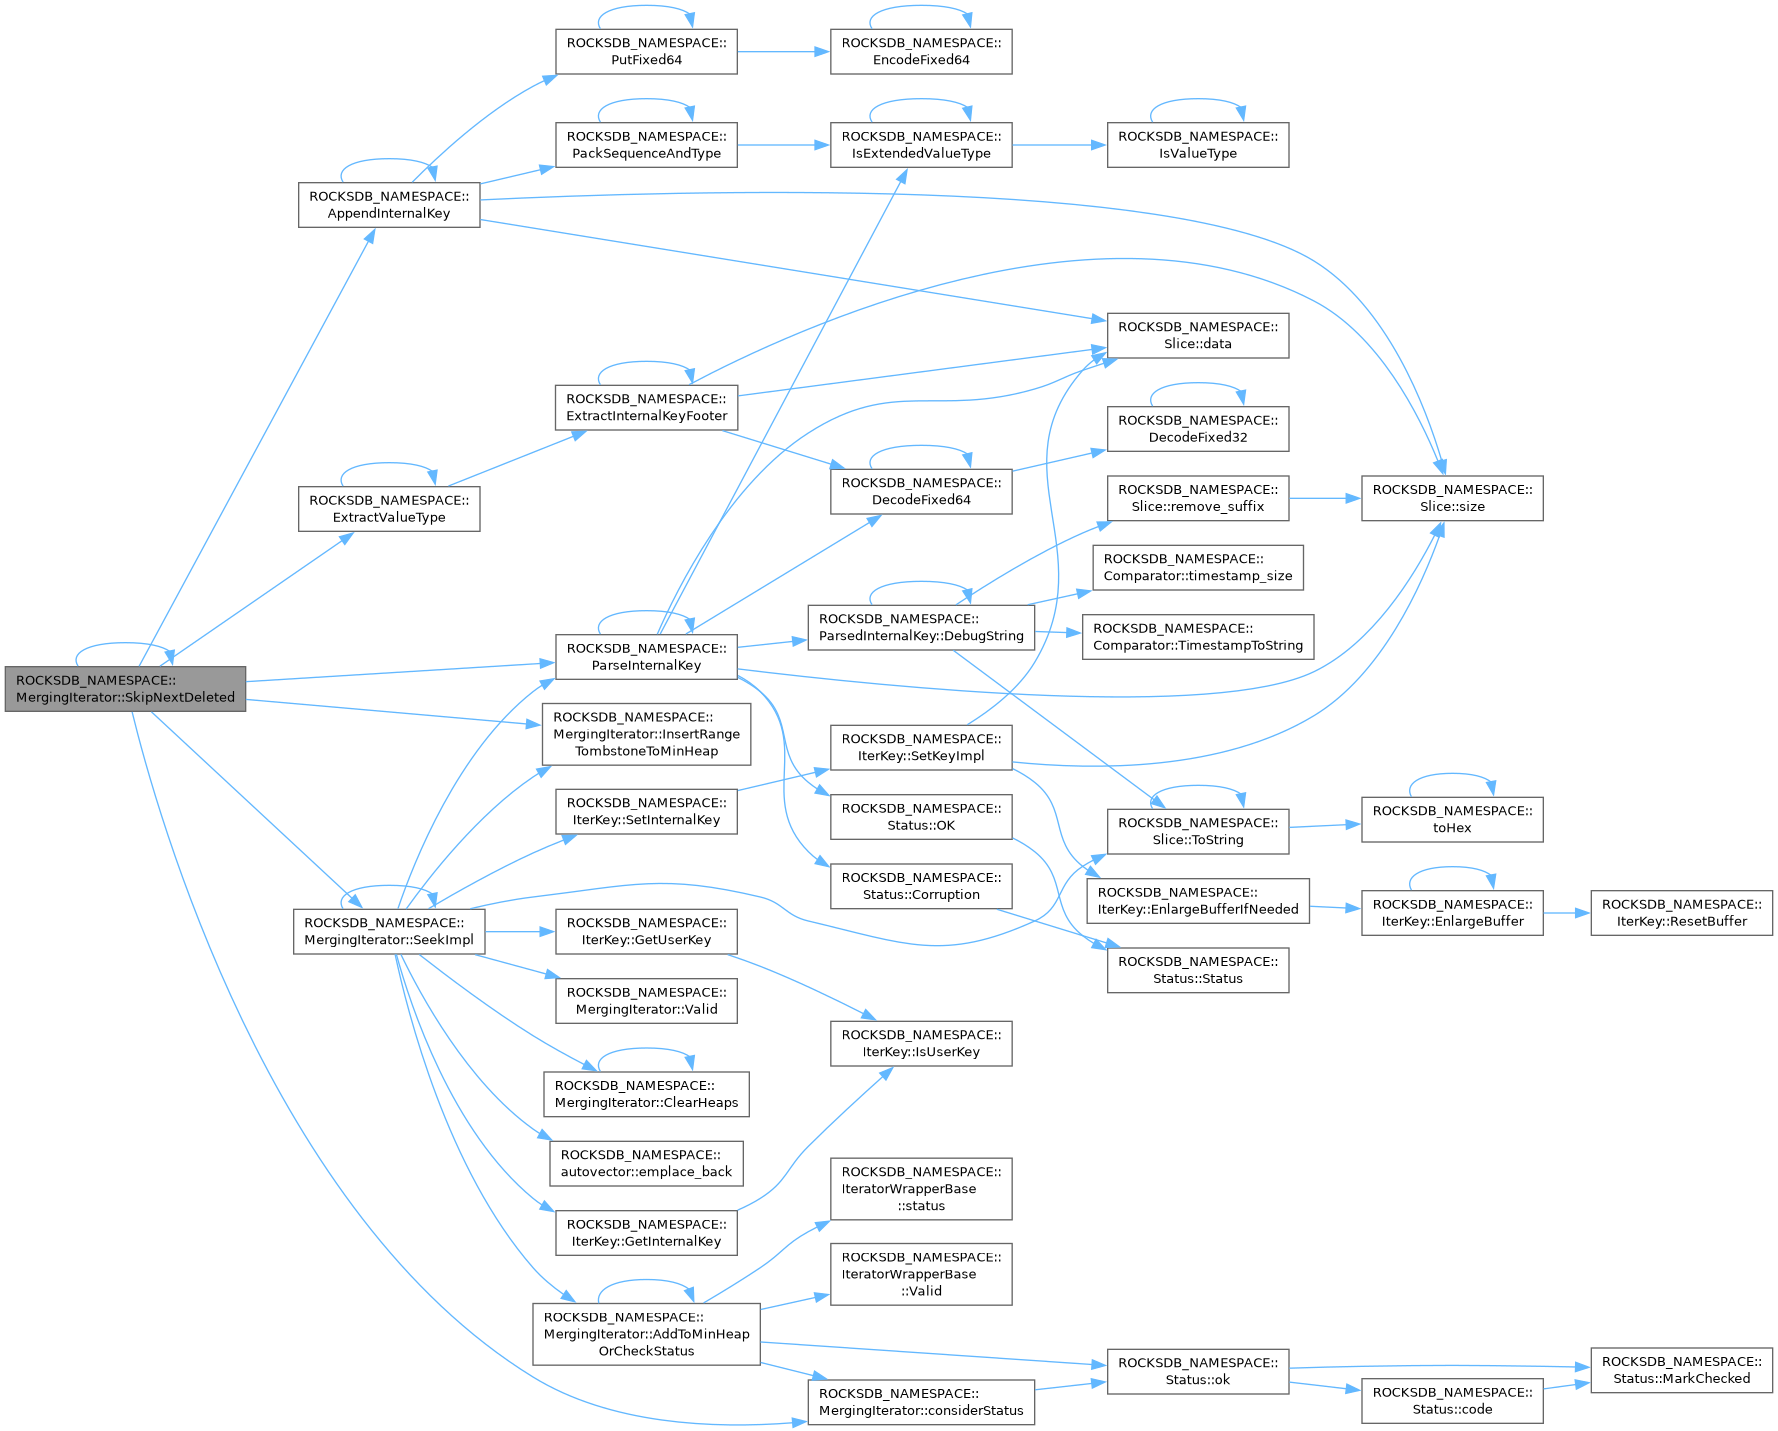 ROCKSDB_NAMESPACE::
MergingIterator::SkipNextDeleted
ROCKSDB_NAMESPACE::
AppendInternalKey
ROCKSDB_NAMESPACE::
ExtractValueType
ROCKSDB_NAMESPACE::
MergingIterator::SeekImpl
ROCKSDB_NAMESPACE::
PutFixed64
ROCKSDB_NAMESPACE::
PackSequenceAndType
ROCKSDB_NAMESPACE::
ExtractInternalKeyFooter
ROCKSDB_NAMESPACE::
ParseInternalKey
ROCKSDB_NAMESPACE::
MergingIterator::InsertRange
TombstoneToMinHeap
ROCKSDB_NAMESPACE::
IterKey::SetInternalKey
ROCKSDB_NAMESPACE::
IterKey::GetUserKey
ROCKSDB_NAMESPACE::
MergingIterator::Valid
ROCKSDB_NAMESPACE::
MergingIterator::ClearHeaps
ROCKSDB_NAMESPACE::
autovector::emplace_back
ROCKSDB_NAMESPACE::
IterKey::GetInternalKey
ROCKSDB_NAMESPACE::
MergingIterator::AddToMinHeap
OrCheckStatus
ROCKSDB_NAMESPACE::
EncodeFixed64
ROCKSDB_NAMESPACE::
IsExtendedValueType
ROCKSDB_NAMESPACE::
DecodeFixed64
ROCKSDB_NAMESPACE::
ParsedInternalKey::DebugString
ROCKSDB_NAMESPACE::
IterKey::SetKeyImpl
ROCKSDB_NAMESPACE::
Status::OK
ROCKSDB_NAMESPACE::
Status::Corruption
ROCKSDB_NAMESPACE::
IterKey::IsUserKey
ROCKSDB_NAMESPACE::
IteratorWrapperBase
::status
ROCKSDB_NAMESPACE::
IteratorWrapperBase
::Valid
ROCKSDB_NAMESPACE::
MergingIterator::considerStatus
ROCKSDB_NAMESPACE::
IsValueType
ROCKSDB_NAMESPACE::
Slice::data
ROCKSDB_NAMESPACE::
DecodeFixed32
ROCKSDB_NAMESPACE::
Slice::remove_suffix
ROCKSDB_NAMESPACE::
Comparator::timestamp_size
ROCKSDB_NAMESPACE::
Comparator::TimestampToString
ROCKSDB_NAMESPACE::
Slice::ToString
ROCKSDB_NAMESPACE::
IterKey::EnlargeBufferIfNeeded
ROCKSDB_NAMESPACE::
Status::Status
ROCKSDB_NAMESPACE::
Status::ok
ROCKSDB_NAMESPACE::
Slice::size
ROCKSDB_NAMESPACE::
toHex
ROCKSDB_NAMESPACE::
IterKey::EnlargeBuffer
ROCKSDB_NAMESPACE::
Status::code
ROCKSDB_NAMESPACE::
IterKey::ResetBuffer
ROCKSDB_NAMESPACE::
Status::MarkChecked